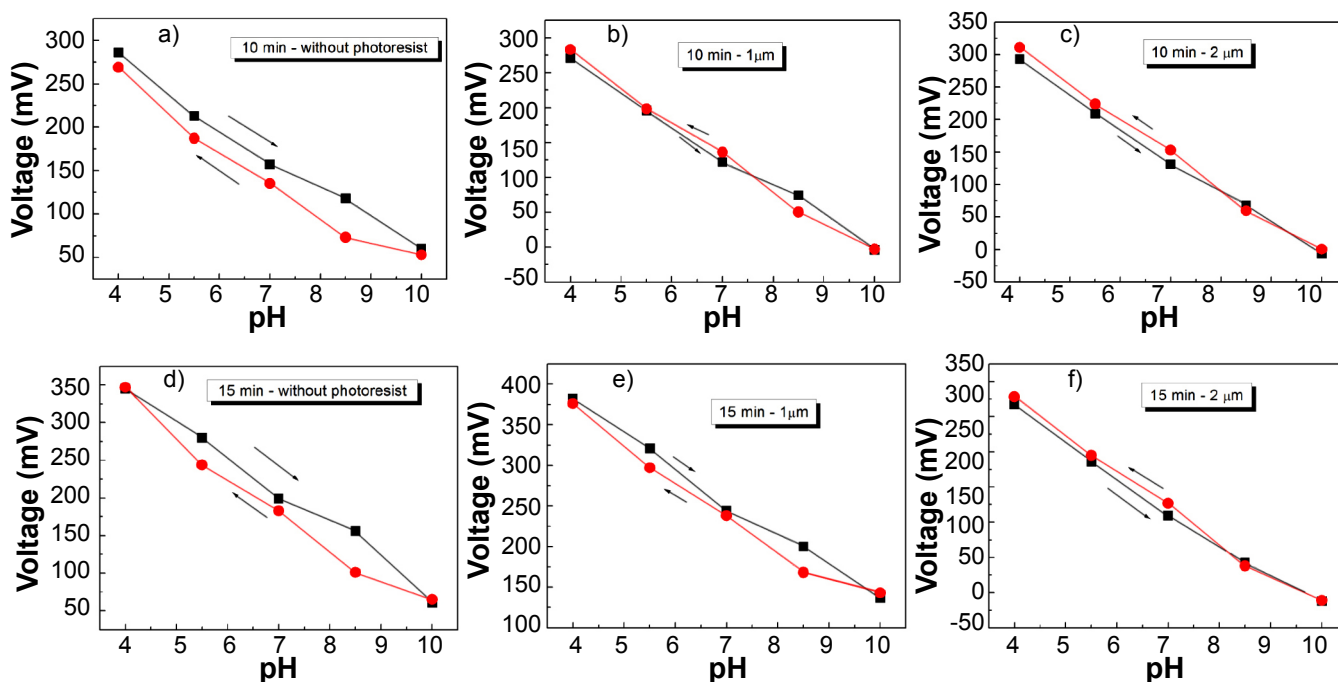 a)
10 min - without photoresist
Voltage (mV)
300
250
200
150
100
50
4 5 6 7 8 9 10
pH
b)
10 min - 1μm
Voltage (mV)
300
250
200
150
100
50
0
-50
4 5 6 7 8 9 10
pH
c)
10 min - 2 μm
Voltage (mV)
350
300
250
200
150
100
50
0
-50
4 5 6 7 8 9 10
pH
d)
15 min - without photoresist
Voltage (mV)
350
300
250
200
150
100
50
4 5 6 7 8 9 10
pH
e)
15 min - 1μm
Voltage (mV)
400
350
300
250
200
150
100
4 5 6 7 8 9 10
pH
f)
15 min - 2 μm
Voltage (mV)
350
300
250
200
150
100
50
0
-50
4 5 6 7 8 9 10
pH